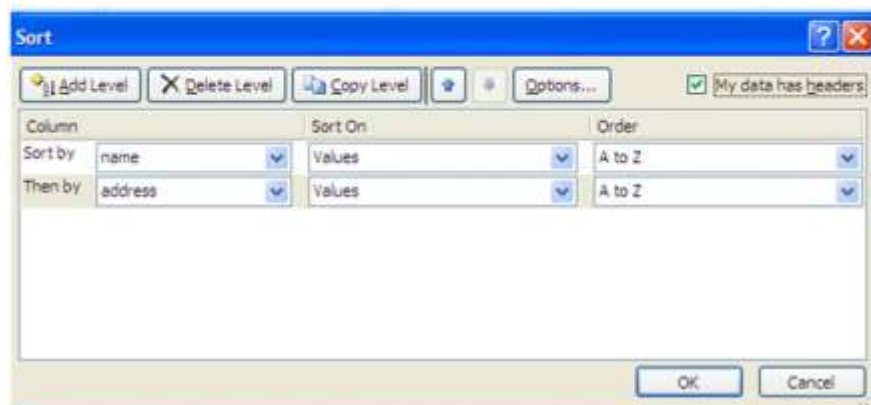 Sort
Add Level Delete Level Copy Level Options... My data has headers
Column Sort On Order
Sort by name Values A to Z
Then by address Values A to Z
OK Cancel